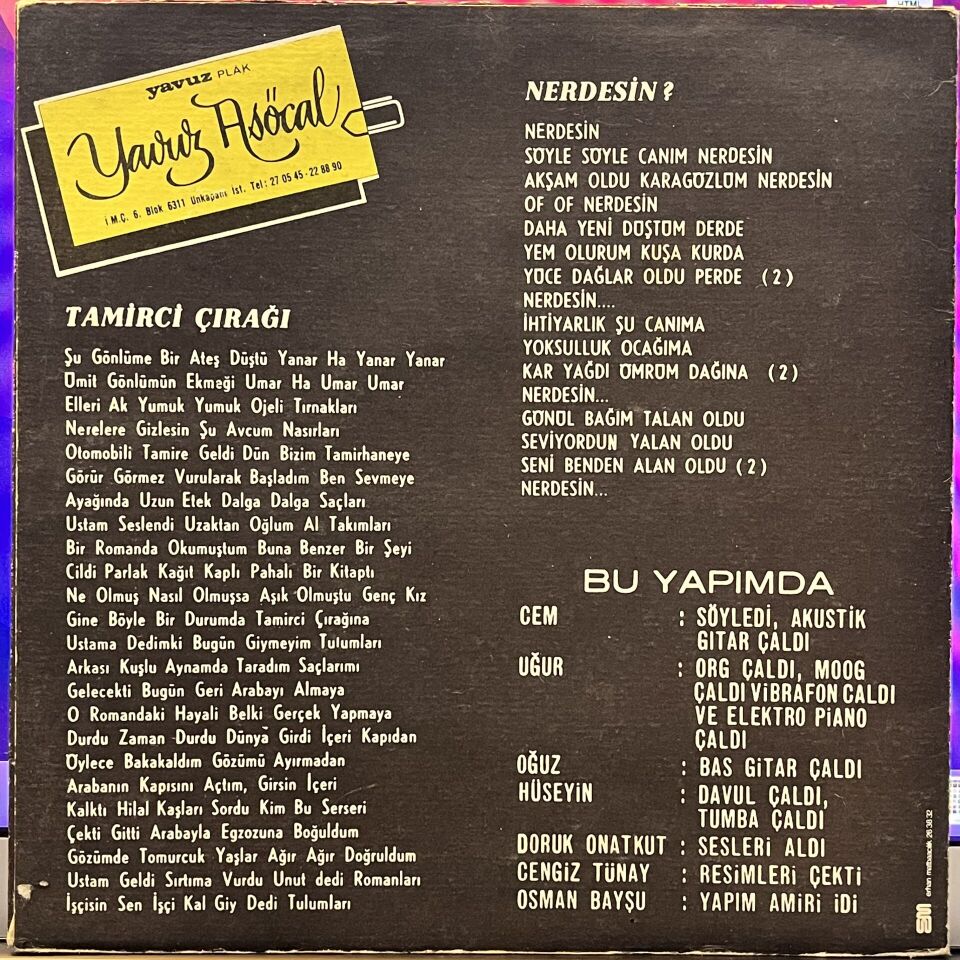 HTML
yavuz PLAK
Yavuz Asöcal
İ M.Ç. 6. Blok 6311 Unkapanı İst. Tel: 27 05 45 - 22 88 90
TAMİRCİ ÇIRAĞI
Şu Gönlüme Bir Ateş Düştü Yanar Ha Yanar Yanar
Ümit Gönlümün Ekmeği Umar Ha Umar Umar
Elleri Ak Yumuk Yumuk Ojeli Tırnakları
Nerelere Gizlesin Şu Avcum Nasırları
Otomobili Tamire Geldi Dün Bizim Tamirhaneye
Görür Görmez Vurularak Başladım Ben Sevmeye
Ayağında Uzun Etek Dalga Dalga Saçları
Ustam Seslendi Uzaktan Oğlum Al Takımları
Bir Romanda Okumuştum Buna Benzer Bir Şeyi
Cildi Parlak Kağıt Kaplı Pahalı Bir Kitaptı
Ne Olmuş Nasıl Olmuşsa Aşık Olmuştu Genç Kız
Gine Böyle Bir Durumda Tamirci Çırağına
Ustama Dedimki Bugün Giymeyim Tulumları
Arkası Kuşlu Aynamda Taradım Saçlarımı
Gelecekti Bugün Geri Arabayı Almaya
O Romandaki Hayali Belki Gerçek Yapmaya
Durdu Zaman Durdu Dünya Girdi İçeri Kapıdan
Öylece Bakakaldım Gözümü Ayırmadan
Arabanın Kapısını Açtım, Girsin İçeri
Kalktı Hilal Kaşları Sordu Kim Bu Serseri
Çekti Gitti Arabayla Egzozuna Boğuldum
Gözümde Tomurcuk Yaşlar Ağır Ağır Doğruldum
Ustam Geldi Sırtıma Vurdu Unut dedi Romanları
İşçisin Sen İşçi Kal Giy Dedi Tulumları
NERDESİN?
NERDESİN
SÖYLE SÖYLE CANIM NERDESİN
AKŞAM OLDU KARAGÖZLÜM NERDESİN
OF OF NERDESİN
DAHA YENİ DÜŞTÜM DERDE
YEM OLURUM KUŞA KURDA
YÜCE DAĞLAR OLDU PERDE (2)
NERDESİN....
İHTİYARLIK ŞU CANIMA
YOKSULLUK OCAĞIMA
KAR YAĞDI ÖMRÜM DAĞINA (2)
NERDESİN...
GÖNÜL BAĞIM TALAN OLDU
SEVİYORDUN YALAN OLDU
SENİ BENDEN ALAN OLDU (2)
NERDESİN...
BU YAPIMDA
CEM : SÖYLEDİ, AKUSTİK
GITAR ÇALDI
UĞUR : ORG ÇALDI, MOOG
ÇALDI VİBRAFON CALDI
VE ELEKTRO PİANO
ÇALDI
OĞUZ : BAS GITAR ÇALDI
HÜSEYİN : DAVUL ÇALDI,
TUMBA ÇALDI
DORUK ONATKUT : SESLERİ ALDI
CENGİZ TÜNAY : RESİMLERİ ÇEKTİ
OSMAN BAYŞU : YAPIM AMİRİ İDİ
erhan matbaacılık 26 38 32